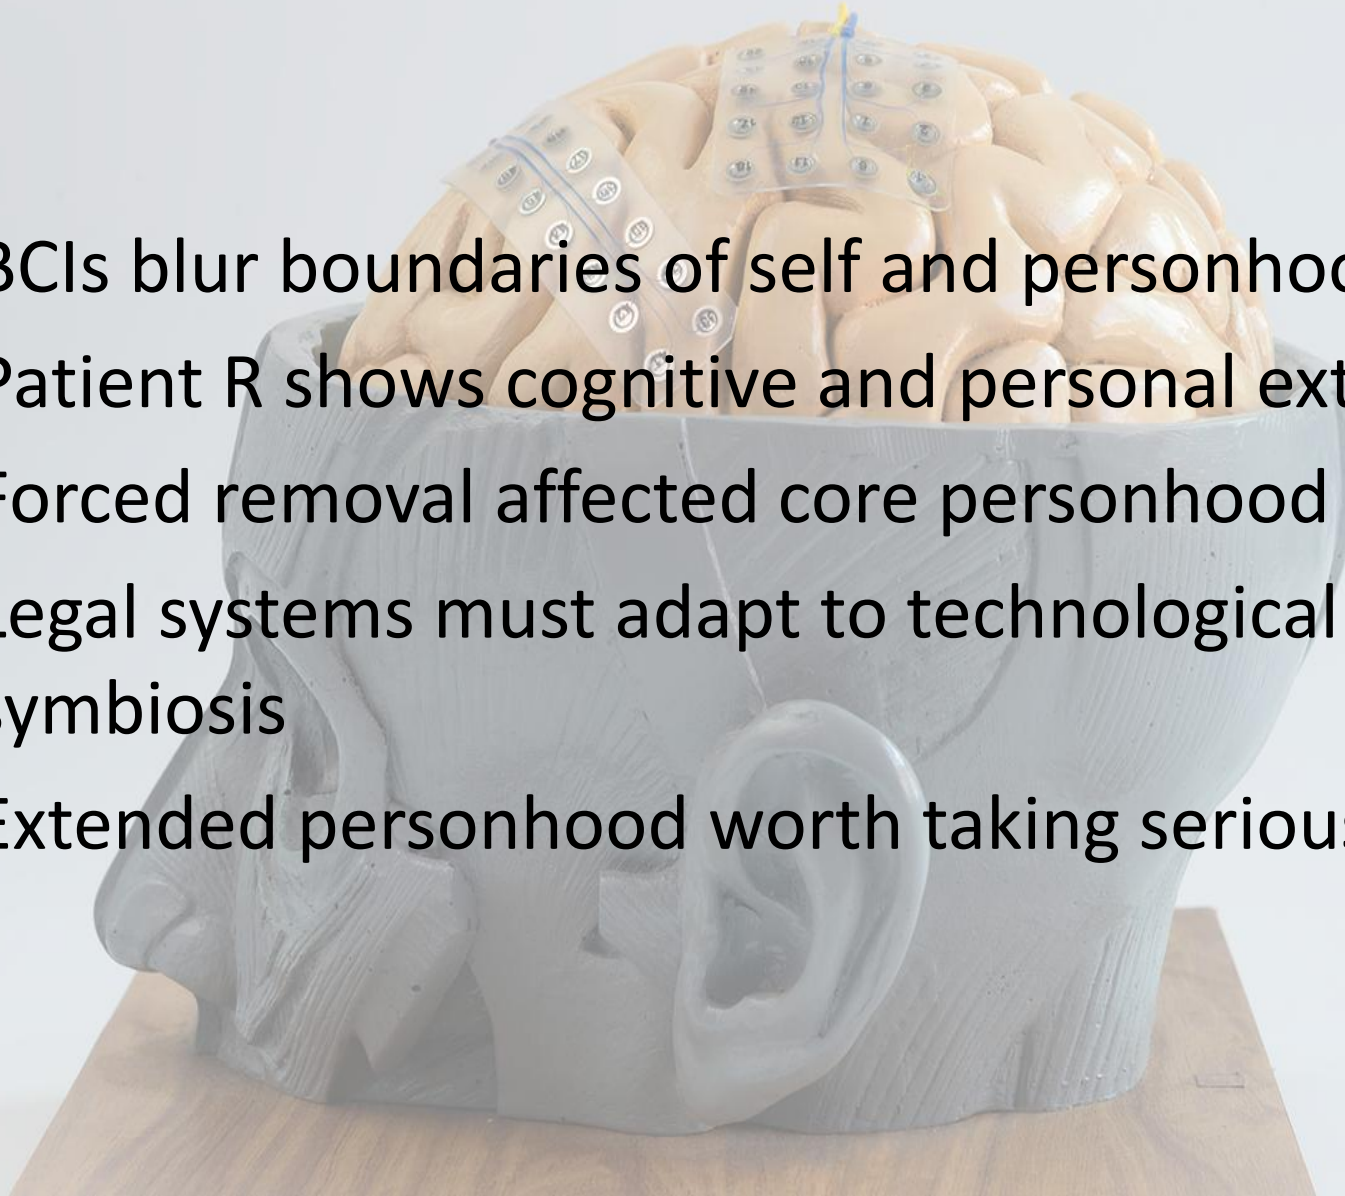 BCIs blur boundaries of self and personhoo
Patient R shows cognitive and personal ext
Forced removal affected core personhood
Legal systems must adapt to technological
symbiosis
Extended personhood worth taking serious